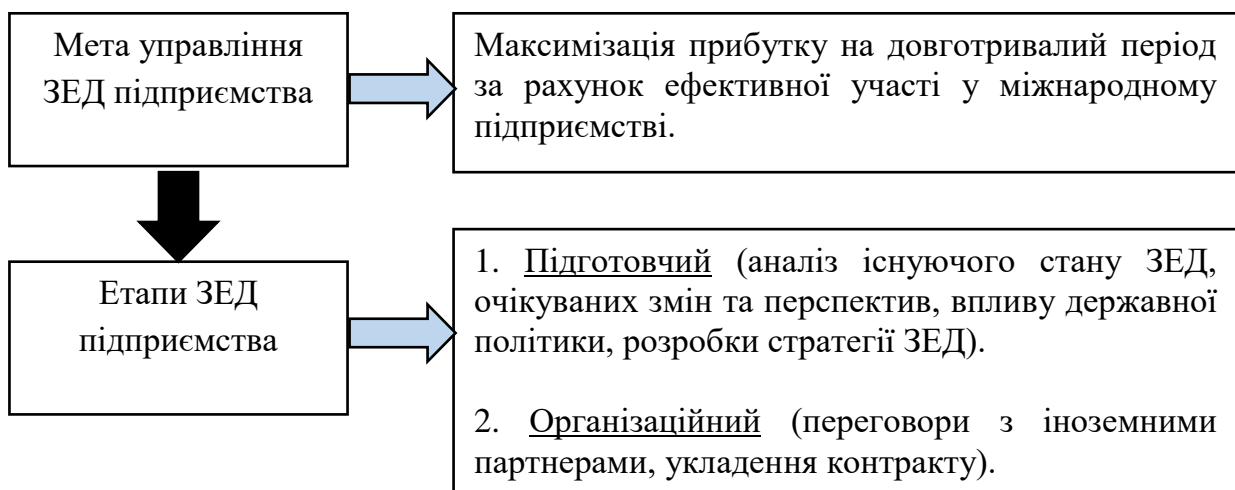 Мета управління
ЗЕД підприємства
Максимізація прибутку на довготривалий період
за рахунок ефективної участі у міжнародному
підприємстві.
Етапи ЗЕД
підприємства
1. Підготовчий (аналіз існуючого стану ЗЕД,
очікуваних змін та перспектив, впливу державної
політики, розробки стратегії ЗЕД).
2. Організаційний (переговори з іноземними
партнерами, укладення контракту).